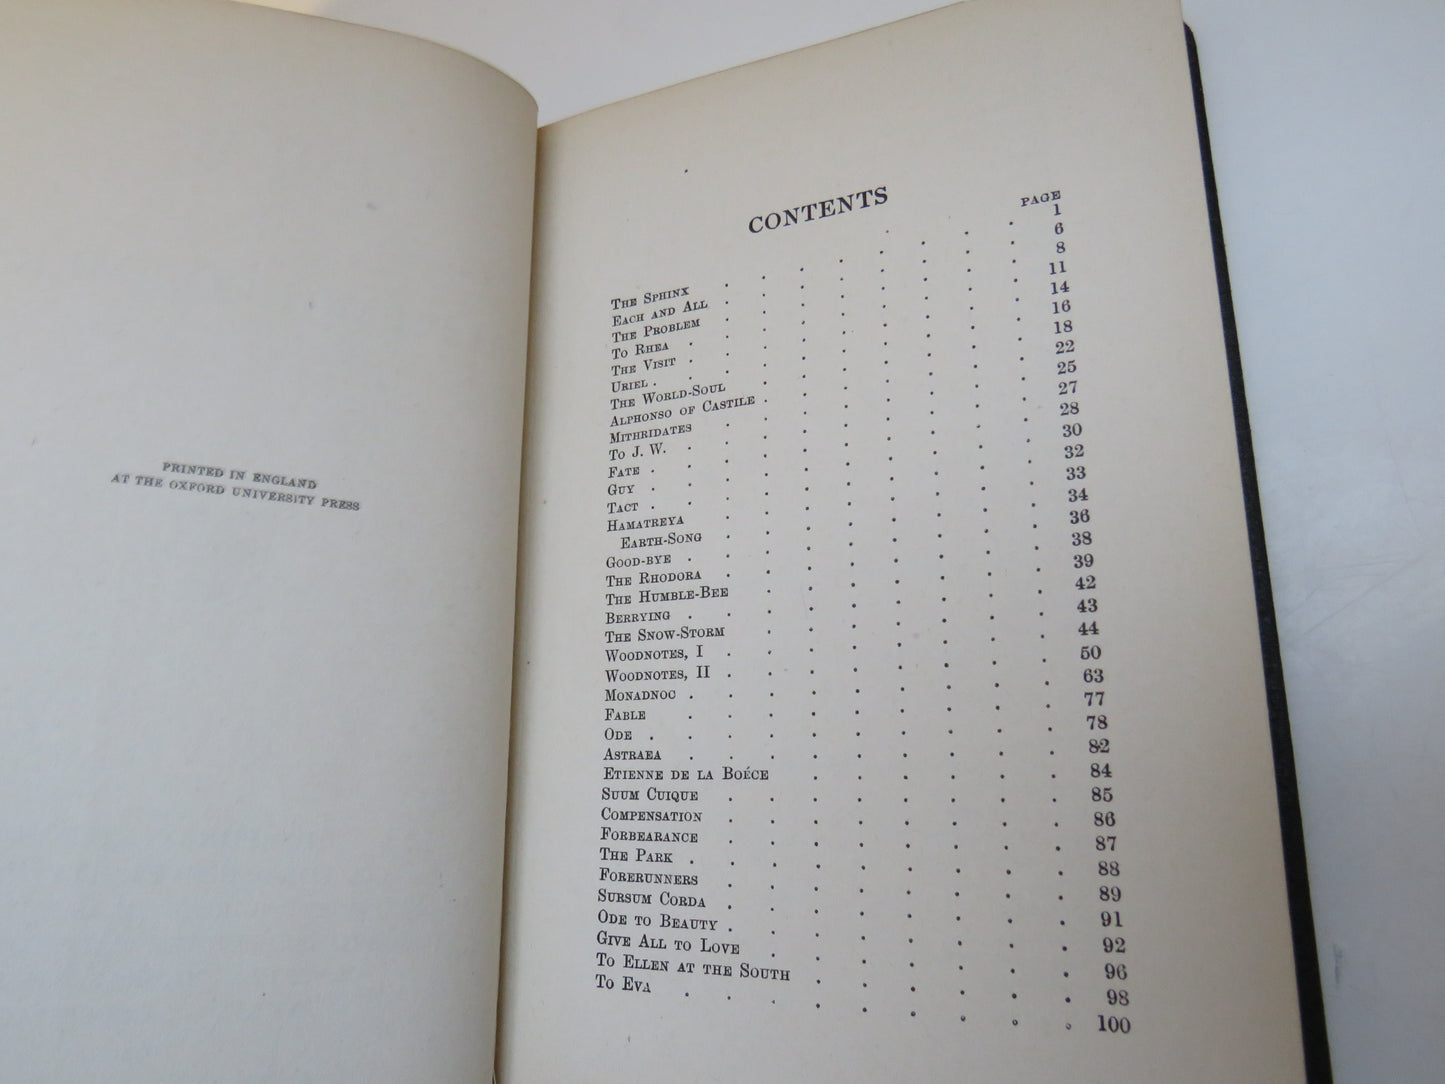 PRINTED IN ENGLAND
AT THE OXFORD UNIVERSITY PRESS
CONTENTS
PAGE
THE SPHINX . . . . . . . . 1
EACH AND ALL . . . . . . . . 6
THE PROBLEM . . . . . . . . 8
TO RHEA . . . . . . . . . 11
THE VISIT . . . . . . . . . 14
URIEL . . . . . . . . . . 16
THE WORLD-SOUL . . . . . . . 18
ALPHONSO OF CASTILE . . . . . . . 22
MITHRIDATES . . . . . . . . 25
TO J. W. . . . . . . . . . 27
FATE . . . . . . . . . . 28
GUY . . . . . . . . . . 30
TACT . . . . . . . . . . 32
HAMATREYA . . . . . . . . 33
EARTH-SONG . . . . . . . . 34
GOOD-BYE . . . . . . . . . 36
THE RHODORA . . . . . . . . 38
THE HUMBLE-BEE . . . . . . . 39
BERRYING . . . . . . . . . 42
THE SNOW-STORM . . . . . . . 43
WOODNOTES, I . . . . . . . . 44
WOODNOTES, II . . . . . . . . 50
MONADNOC . . . . . . . . . 63
FABLE . . . . . . . . . 77
ODE . . . . . . . . . . 78
ASTRAEA . . . . . . . . . 82
ETIENNE DE LA BOÉCE . . . . . . 84
SUUM CUIQUE . . . . . . . . 85
COMPENSATION . . . . . . . . 86
FORBEARANCE . . . . . . . . 87
THE PARK . . . . . . . . . 88
FORERUNNERS . . . . . . . . 89
SURSUM CORDA . . . . . . . . 91
ODE TO BEAUTY . . . . . . . . 92
GIVE ALL TO LOVE . . . . . . . 96
TO ELLEN AT THE SOUTH . . . . . . 98
TO EVA . . . . . . . . . 100